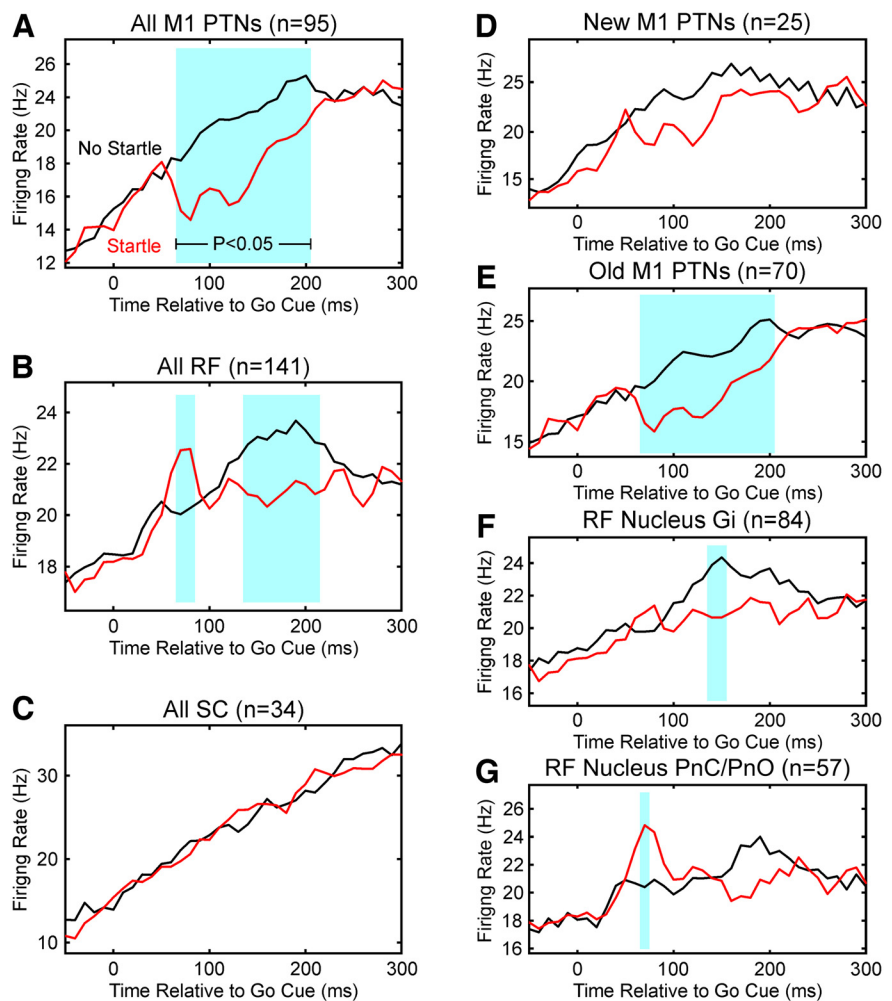 A
All M1 PTNs (n=95)
Firigng Rate (Hz)
26
24
22
20
18
16
14
12
No Startle
Startle
P<0.05
0
100
200
300
Time Relative to Go Cue (ms)
B
All RF (n=141)
Firigng Rate (Hz)
24
22
20
18
0
100
200
300
Time Relative to Go Cue (ms)
C
All SC (n=34)
Firigng Rate (Hz)
30
20
10
0
100
200
300
Time Relative to Go Cue (ms)
D
New M1 PTNs (n=25)
Firigng Rate (Hz)
25
20
15
0
100
200
300
Time Relative to Go Cue (ms)
E
Old M1 PTNs (n=70)
Firigng Rate (Hz)
25
20
15
0
100
200
300
Time Relative to Go Cue (ms)
F
RF Nucleus Gi (n=84)
Firigng Rate (Hz)
24
22
20
18
16
0
100
200
300
Time Relative to Go Cue (ms)
G
RF Nucleus PnC/PnO (n=57)
Firigng Rate (Hz)
26
24
22
20
18
16
0
100
200
300
Time Relative to Go Cue (ms)